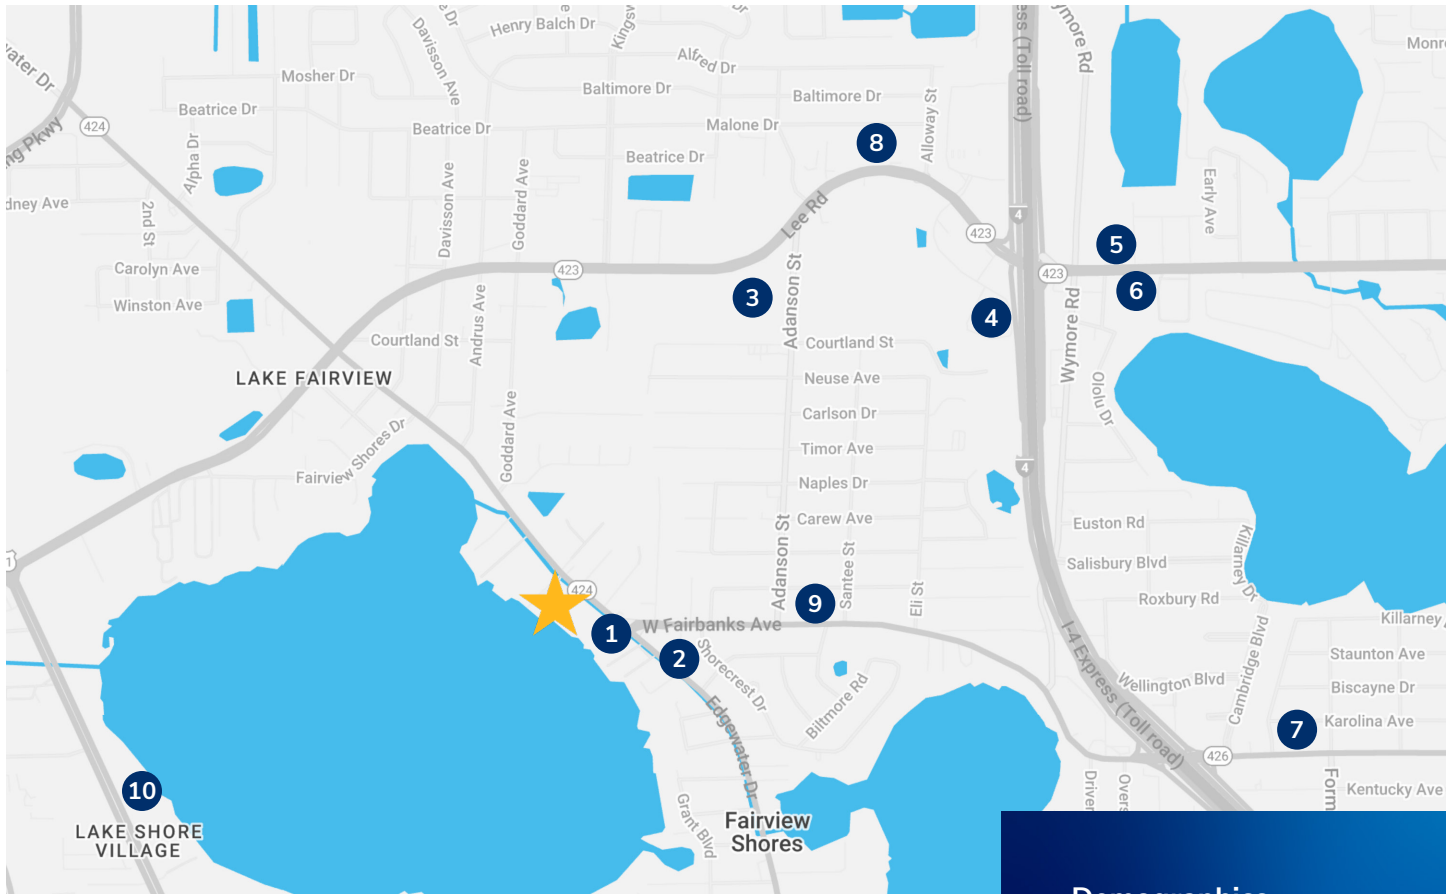 Henry Balch Dr
Davisson Ave
Alfred Dr
Mosher Dr
Baltimore Dr
Baltimore Dr
Beatrice Dr
Beatrice Dr
Malone Dr
Alloway St
424
8
Alpha Dr
Beatrice Dr
2nd St
Davisson Ave
Goddard Ave
Early Ave
Lee Rd
4
423
5
Carolyn Ave
423
423
6
Winston Ave
3
4
Adanson St
Wymore Rd
Andrus Ave
Courtland St
Courtland St
LAKE FAIRVIEW
Neuse Ave
Ololu Dr
Carlson Dr
Goddard Ave
Fairview Shores Dr
Timor Ave
4
Naples Dr
Carew Ave
Euston Rd
Adanson St
Santee St
Salisbury Blvd
Killarney Dr
424
9
Eli St
Roxbury Rd
1
W Fairbanks Ave
Killarney
2
Shorecrest Dr
I-4 Express (Toll road)
Staunton Ave
Wellington Blvd
Cambridge Blvd
Biscayne Dr
Biltmore Rd
Edgewater Dr
7
Karolina Ave
426
10
Kentucky Ave
LAKE SHORE
VILLAGE
Grant Blvd
Fairview
Shores
Demographics